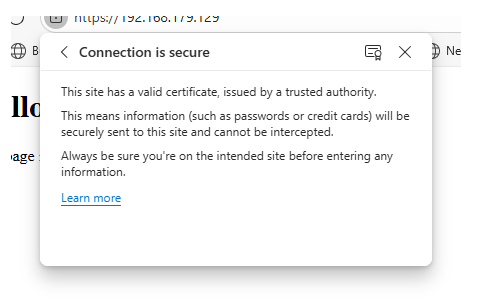 https://192.168.179.129
B
Connection is secure
Ne
This site has a valid certificate, issued by a trusted authority.
llo
This means information (such as passwords or credit cards) will be
securely sent to this site and cannot be intercepted.
age
Always be sure you're on the intended site before entering any
information.
Learn more